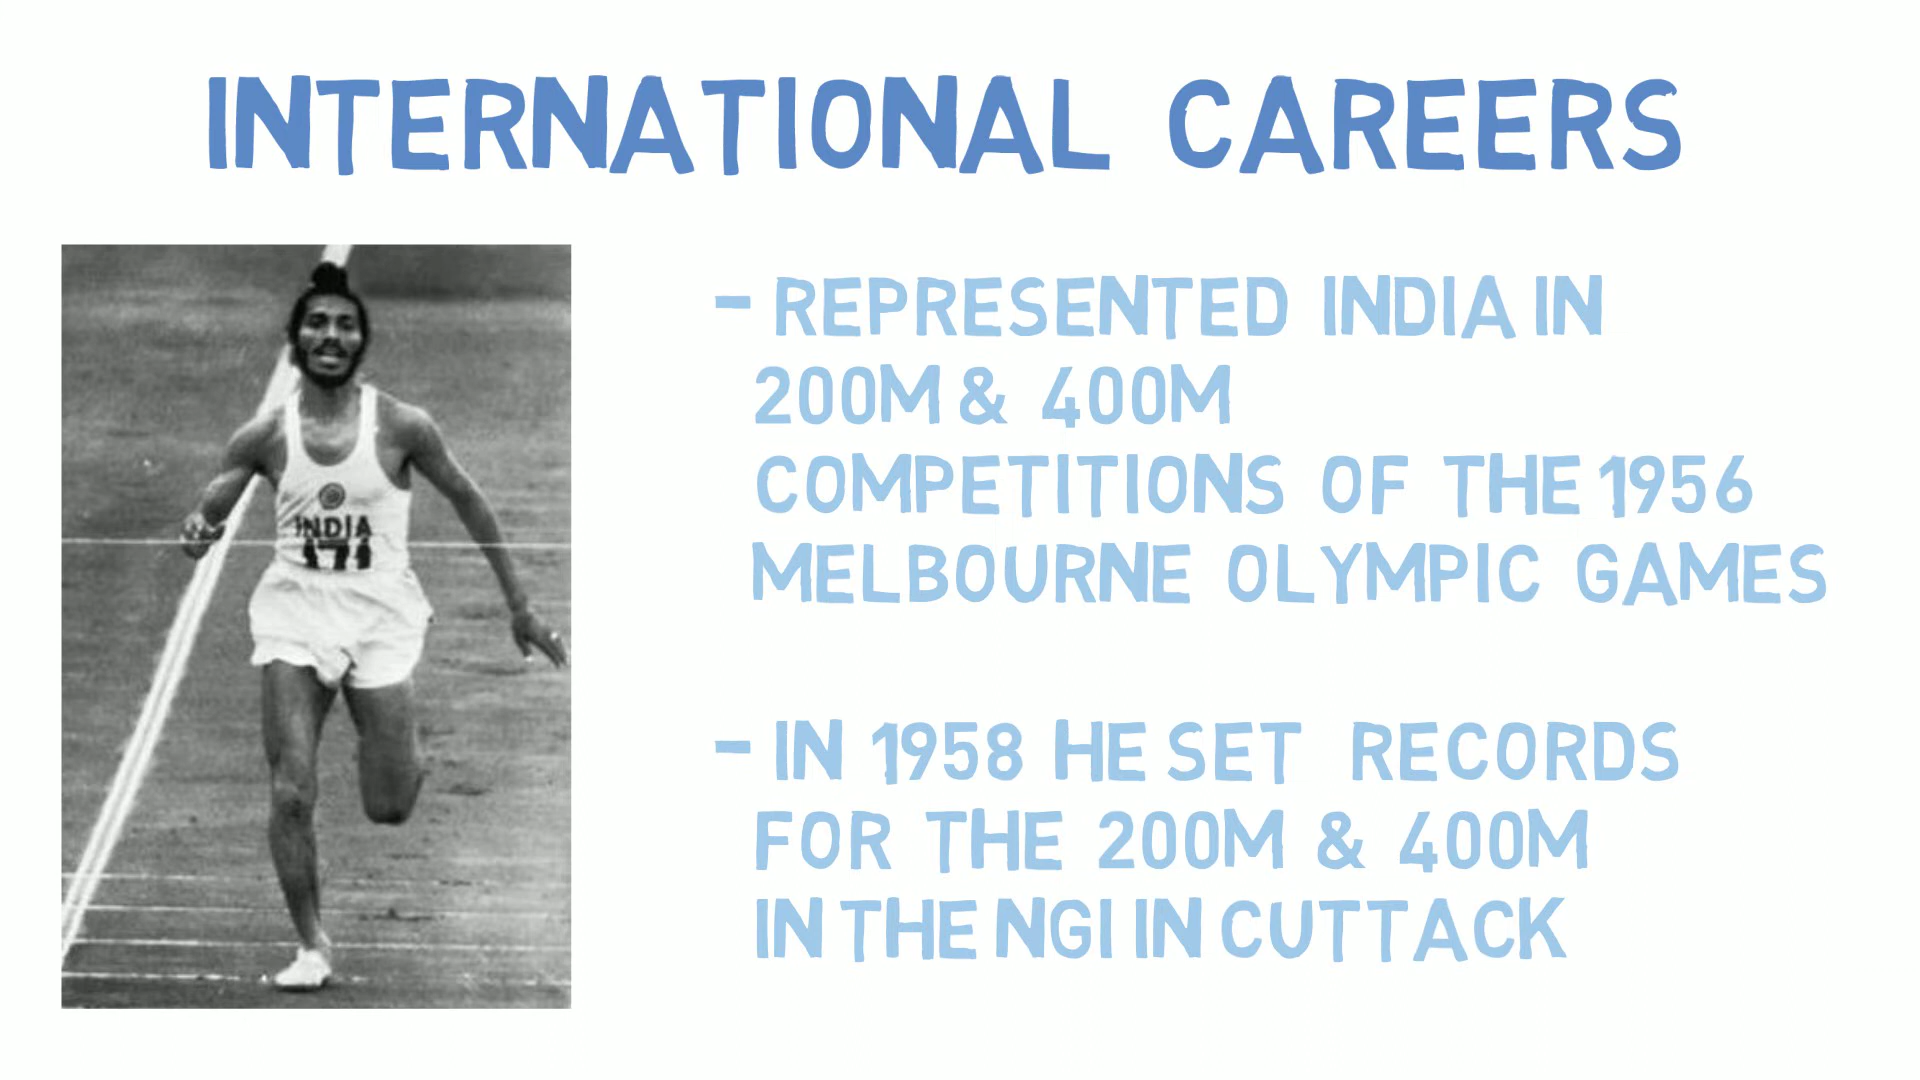 INTERNATIONAL CAREERS
INDIA
171
- REPRESENTED INDIA IN
200M & 400M
COMPETITIONS OF THE 1956
MELBOURNE OLYMPIC GAMES
- IN 1958 HE SET RECORDS
FOR THE 200M & 400M
IN THE NGI IN CUTTACK